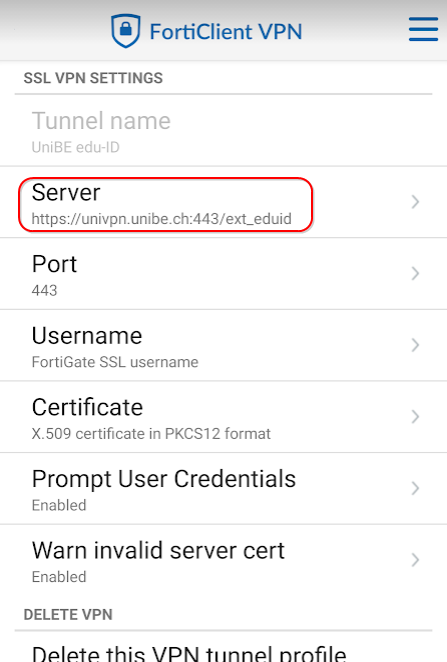 FortiClient VPN
SSL VPN SETTINGS
Tunnel name
UniBE edu-ID
Server
https://univpn.unibe.ch:443/ext_eduid
Port
443
Username
FortiGate SSL username
Certificate
X.509 certificate in PKCS12 format
Prompt User Credentials
Enabled
Warn invalid server cert
Enabled
DELETE VPN
Delete this VPN tunnel profile